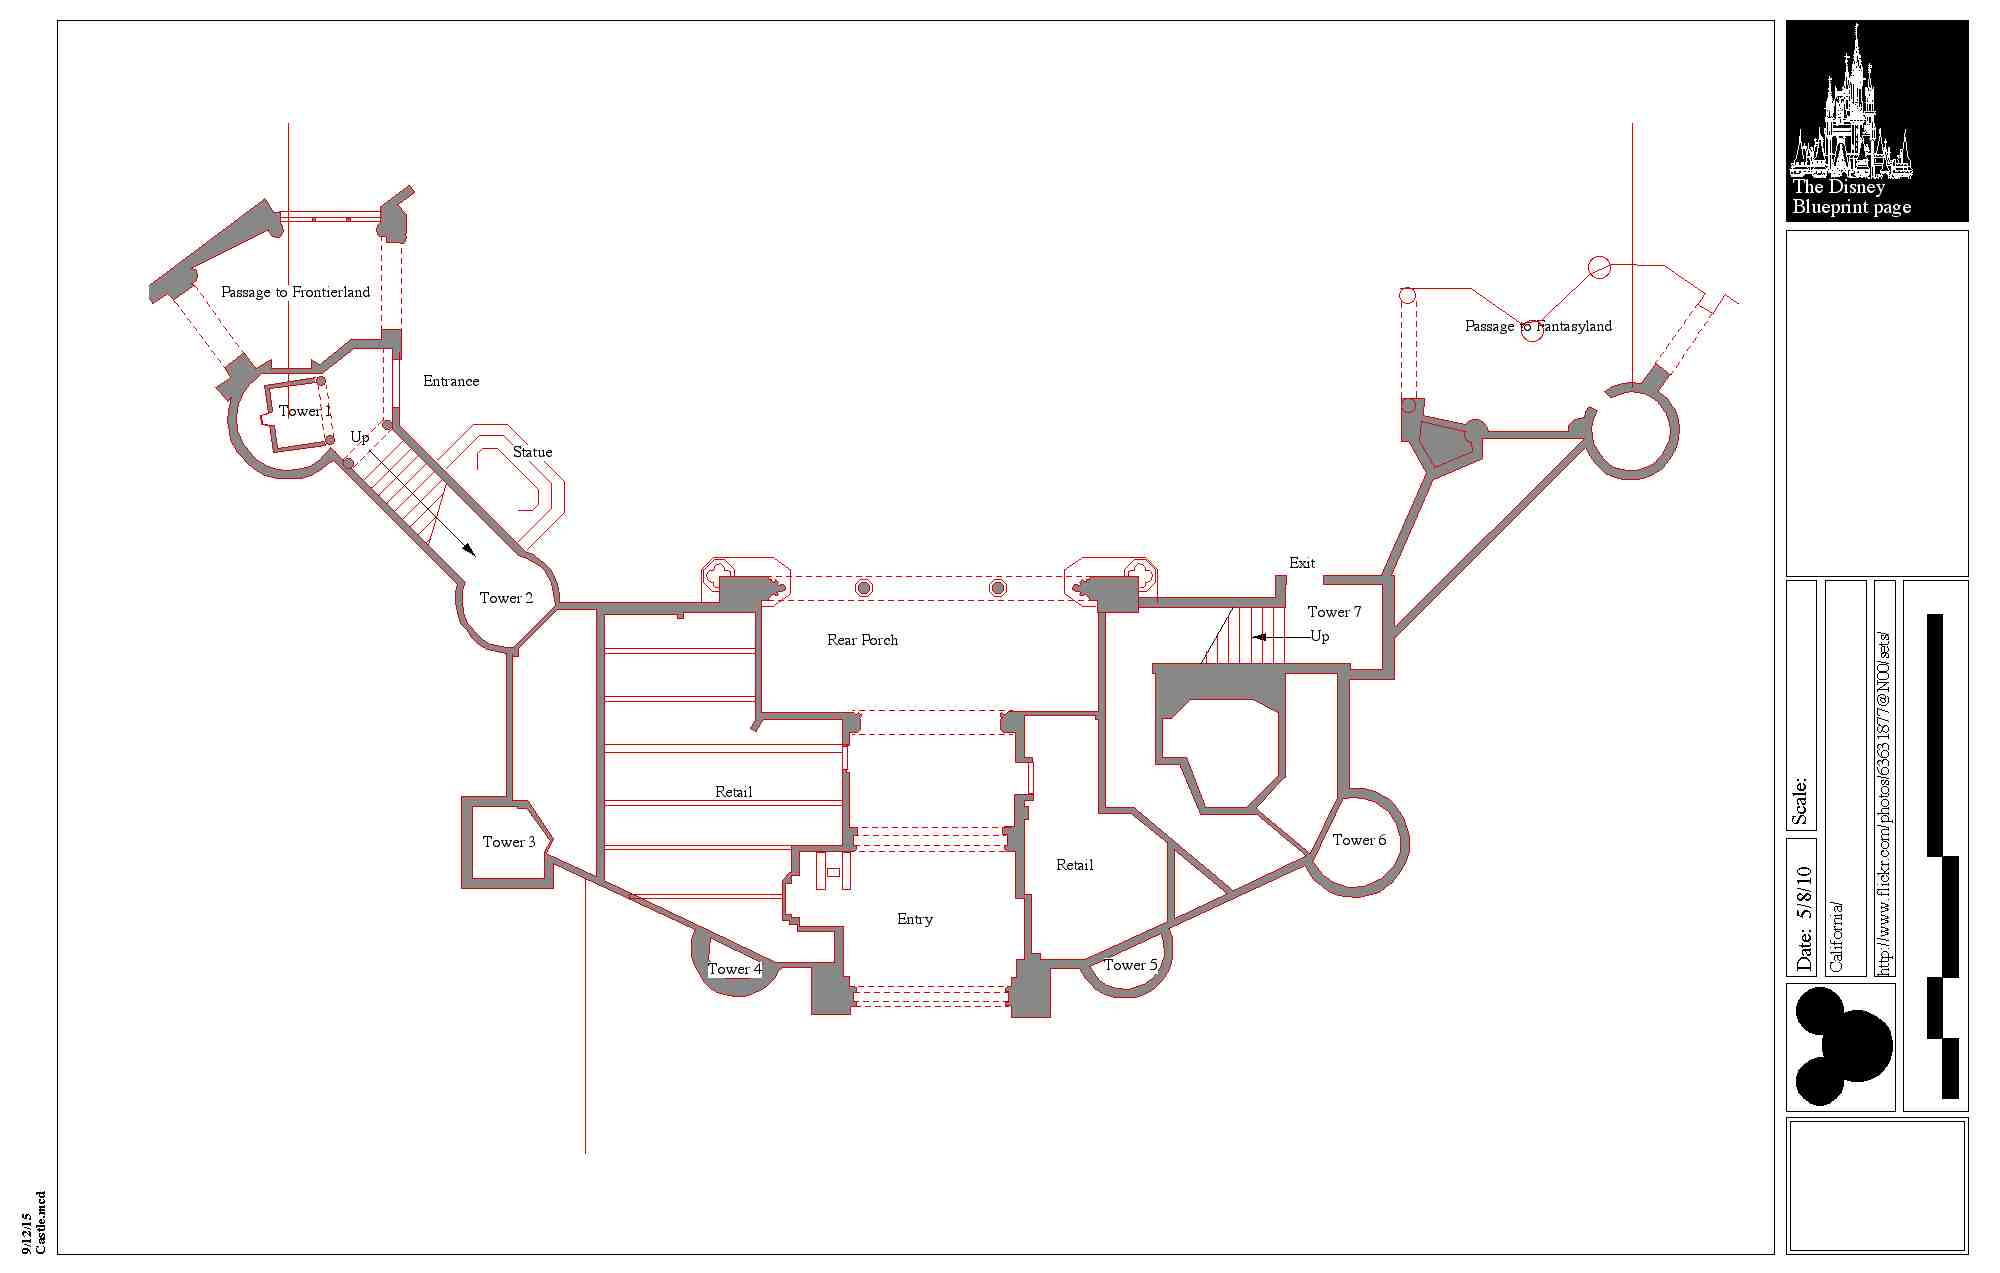 The Disney
Blueprint page
Passage to Frontierland
Passage to Fantasyland
Entrance
Tower 1
Up
Statue
Exit
Tower 2
Tower 7
Up
Rear Porch
Retail
Tower 3
Tower 6
Retail
Entry
Tower 4
Tower 5
Scale:
Date: 5/8/10
California/
http://www.flickr.com/photos/63631877@N00/sets/
9/12/15
Castle.mcd